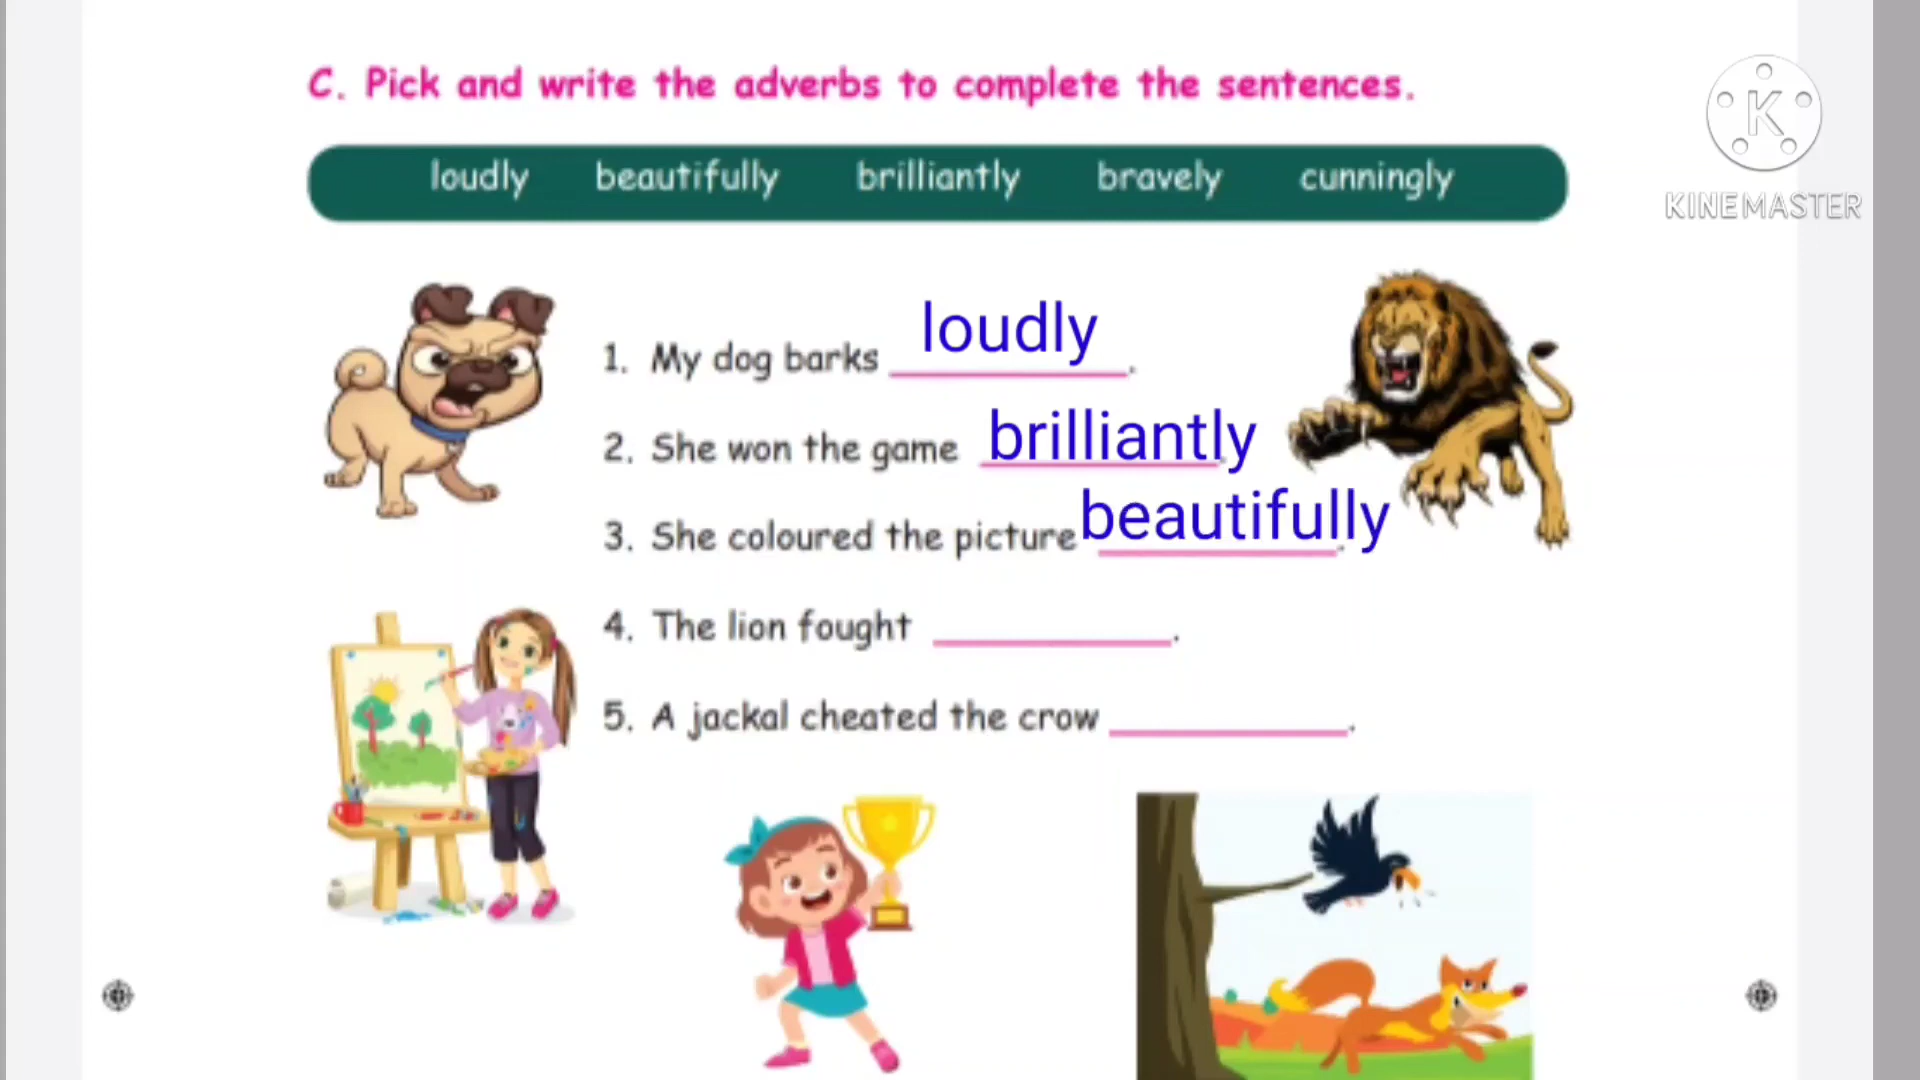 C. Pick and write the adverbs to complete the sentences.
K
KINEMASTER
loudly beautifully brilliantly bravely cunningly
1. My dog barks loudly.
2. She won the game brilliantly
3. She coloured the picture beautifully.
4. The lion fought ____________.
5. A jackal cheated the crow ____________.